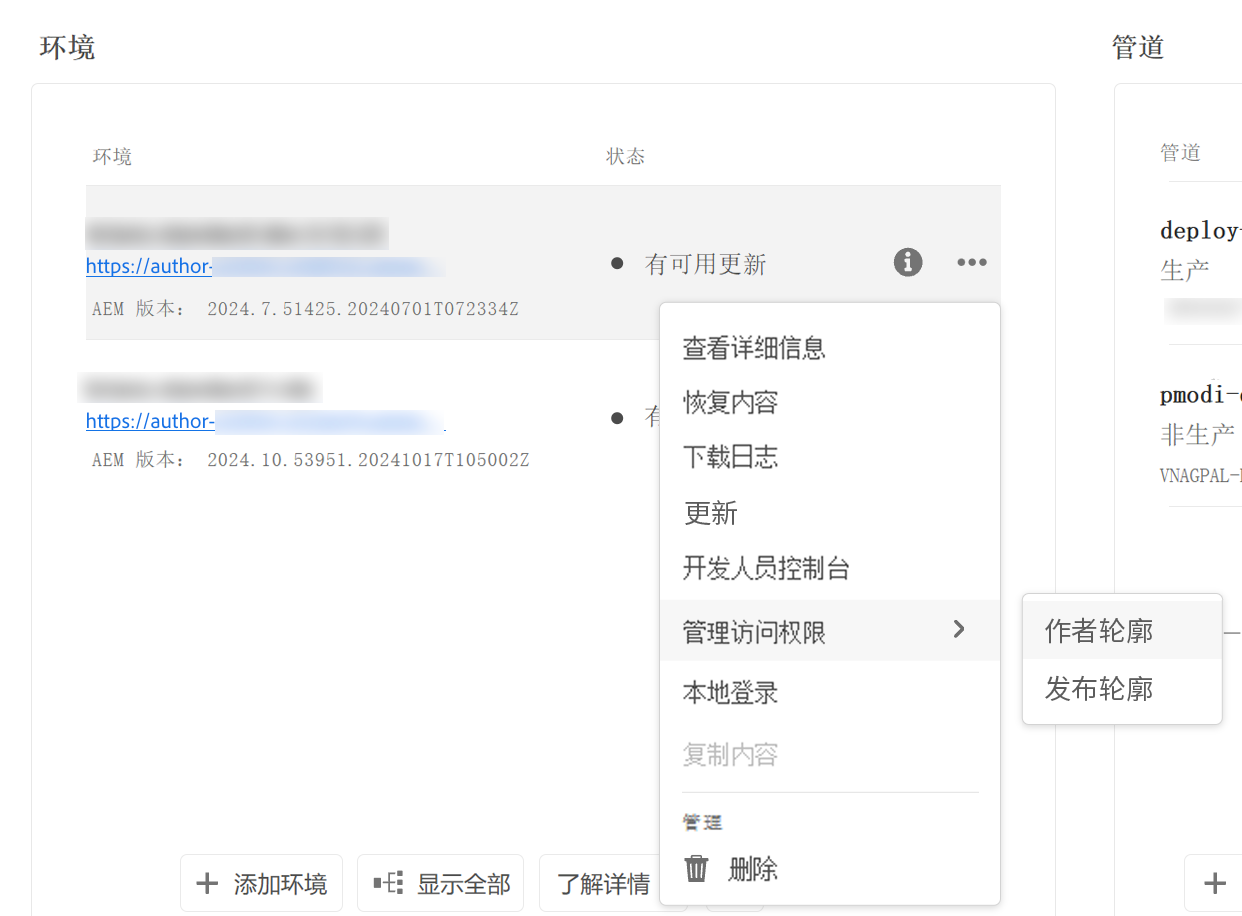 环境
管道
环境
状态
管道
https://author-
有可用更新
AEM 版本： 2024.7.51425.20240701T072334Z
deploy-
生产
https://author-
有
AEM 版本： 2024.10.53951.20241017T105002Z
pmodi-
非生产
VNAGPAL-
查看详细信息
恢复内容
下载日志
更新
开发人员控制台
管理访问权限
作者轮廓
发布轮廓
本地登录
复制内容
管理
删除
添加环境
显示全部
了解详情